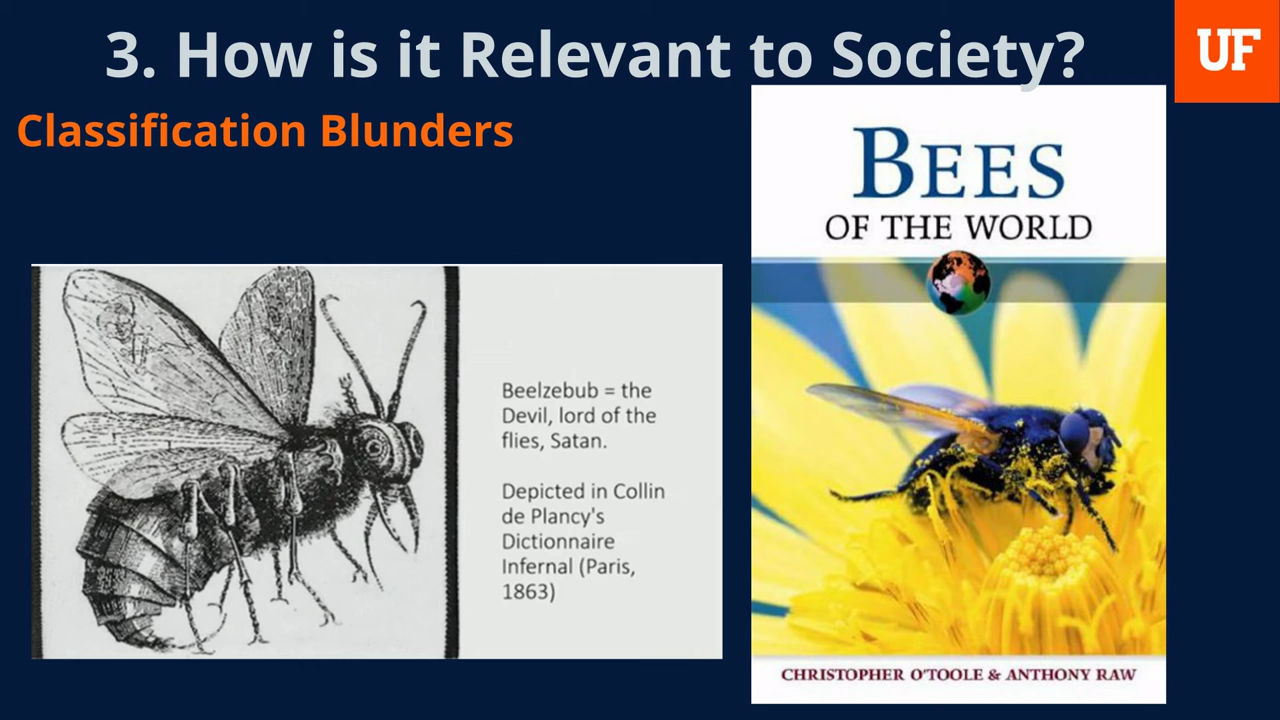 3. How is it Relevant to Society?
UF
Classification Blunders
BEES
OF THE WORLD
Beelzebub = the
Devil, lord of the
flies, Satan.
Depicted in Collin
de Plancy's
Dictionnaire
Infernal (Paris,
1863)
CHRISTOPHER O'TOOLE & ANTHONY RAW